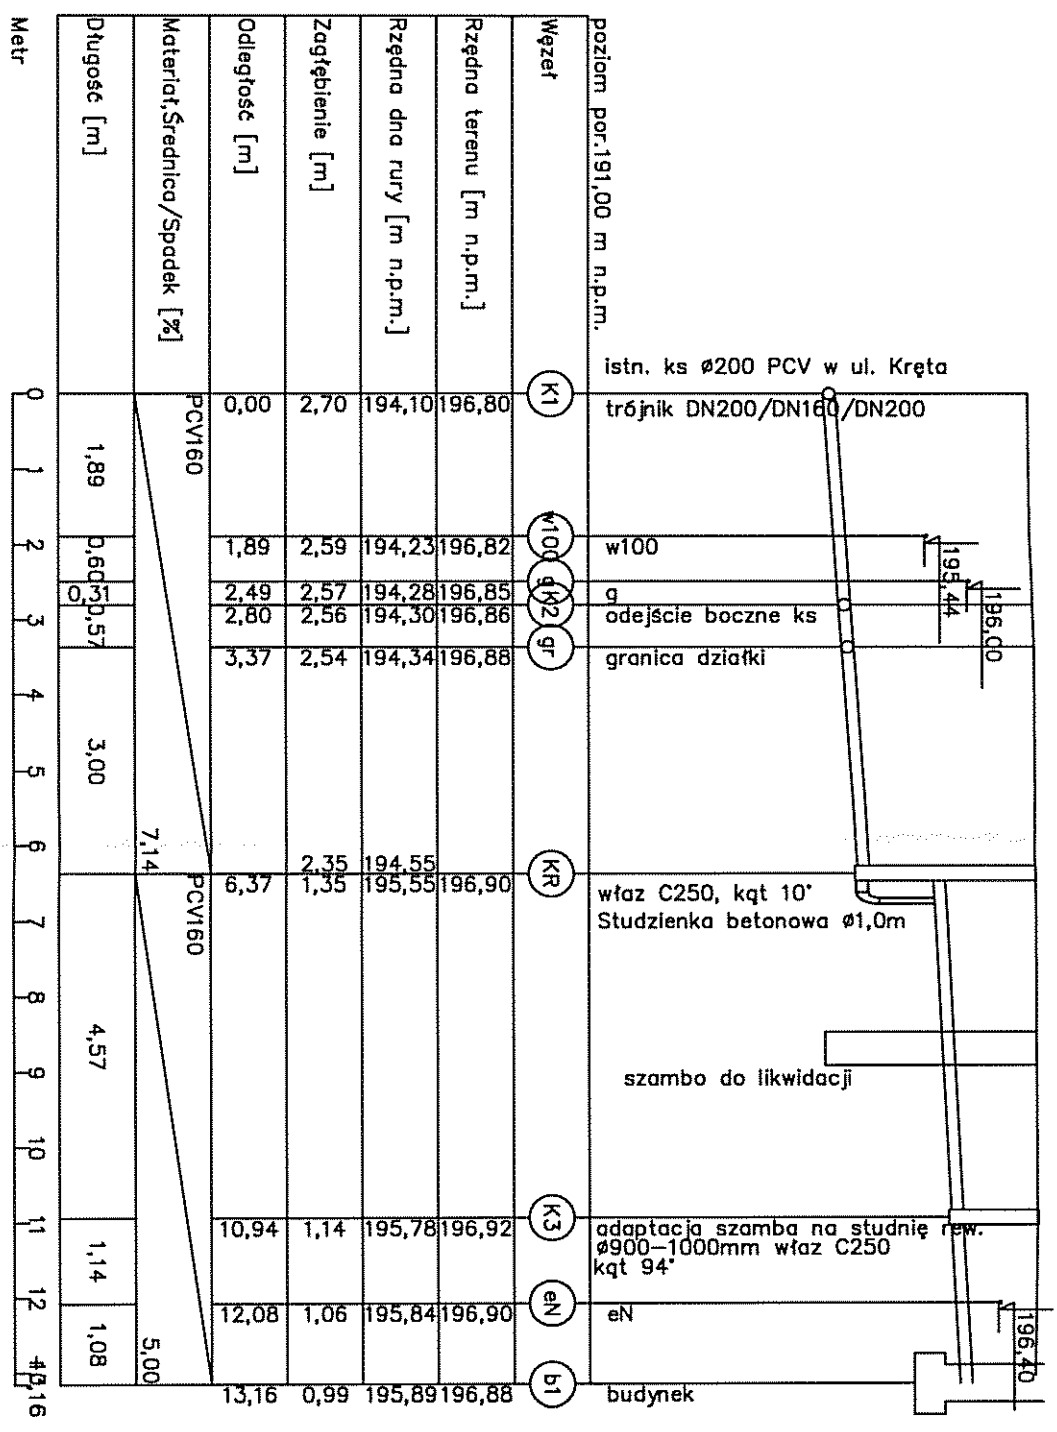 poziom por.191,00 m n.p.m.
Węzeł
Rzędna terenu [m n.p.m.]
Rzędna dna rury [m n.p.m.]
Zagłębienie [m]
Odległość [m]
Materiał,Średnica/Spadek [%]
Długość [m]
Metr
istn. ks ø200 PCV w ul. Kręta
trójnik DN200/DN160/DN200
w100
g
odejście boczne ks
granica działki
właz C250, kąt 10°
Studzienka betonowa ø1,0m
szambo do likwidacji
adaptacja szamba na studnię rew.
ø900-1000mm właz C250
kąt 94°
eN
budynek
195,44
196,00
196,40
K1
w100
g
K2
gr
KR
K3
eN
b1
0,00 2,70 194,10 196,80
1,89 2,59 194,23 196,82
2,49 2,57 194,28 196,85
2,80 2,56 194,30 196,86
3,37 2,54 194,34 196,88
2,35 194,55
6,37 1,35 195,55 196,90
10,94 1,14 195,78 196,92
12,08 1,06 195,84 196,90
13,16 0,99 195,89 196,88
PCV160
7,14
PCV160
5,00
1,89
0,60
0,31
0,57
3,00
4,57
1,14
1,08
0 1 2 3 4 5 6 7 8 9 10 11 12 13,16